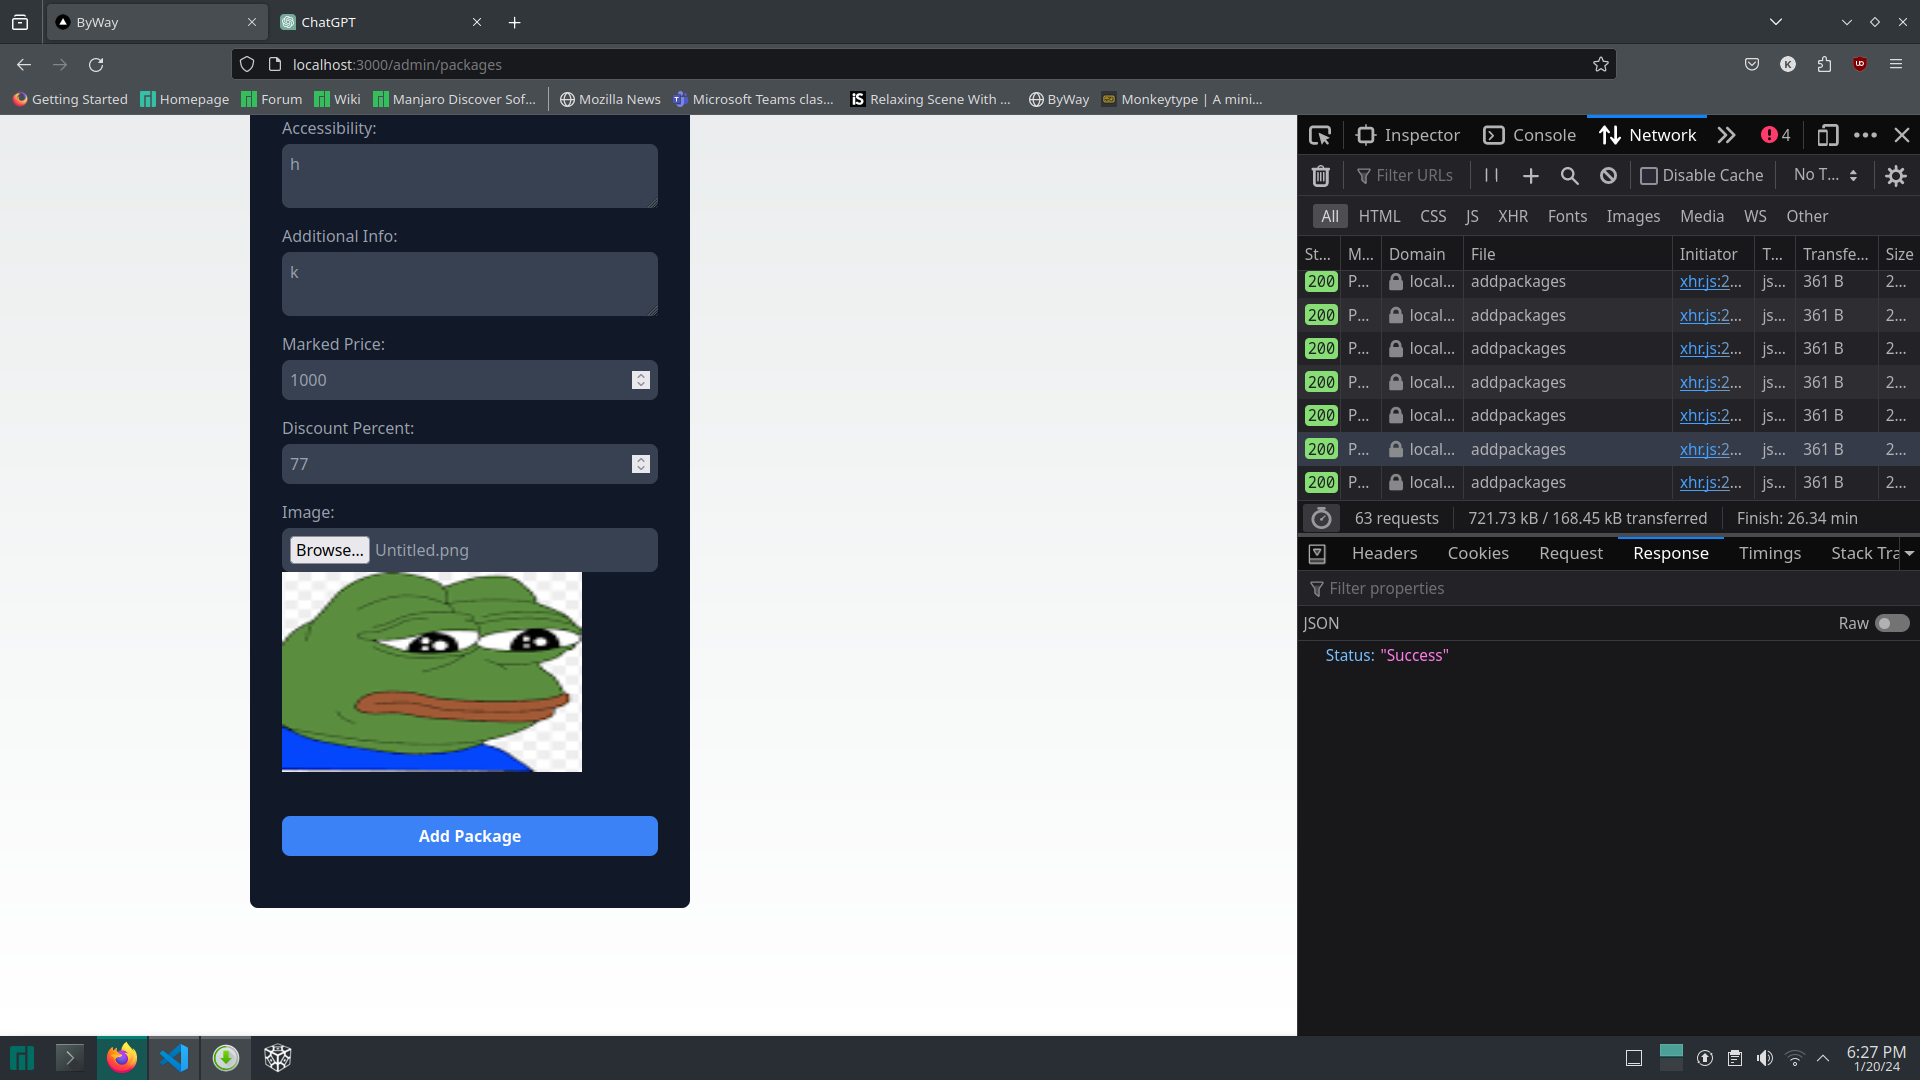 ByWay
ChatGPT
localhost:3000/admin/packages
Getting Started
Homepage
Forum
Wiki
Manjaro Discover Sof...
Mozilla News
Microsoft Teams clas...
Relaxing Scene With ...
ByWay
Monkeytype | A mini...
Accessibility:
h
Additional Info:
k
Marked Price:
1000
Discount Percent:
77
Image:
Browse... Untitled.png
Add Package
Inspector Console Network 4
Filter URLs Disable Cache No T...
All HTML CSS JS XHR Fonts Images Media WS Other
St... M... Domain File Initiator T... Transfe... Size
200 P... local... addpackages xhr.js:2... js... 361 B 2...
200 P... local... addpackages xhr.js:2... js... 361 B 2...
200 P... local... addpackages xhr.js:2... js... 361 B 2...
200 P... local... addpackages xhr.js:2... js... 361 B 2...
200 P... local... addpackages xhr.js:2... js... 361 B 2...
200 P... local... addpackages xhr.js:2... js... 361 B 2...
200 P... local... addpackages xhr.js:2... js... 361 B 2...
63 requests 721.73 kB / 168.45 kB transferred Finish: 26.34 min
Headers Cookies Request Response Timings Stack Tra
Filter properties
JSON Raw
Status: "Success"
6:27 PM
1/20/24